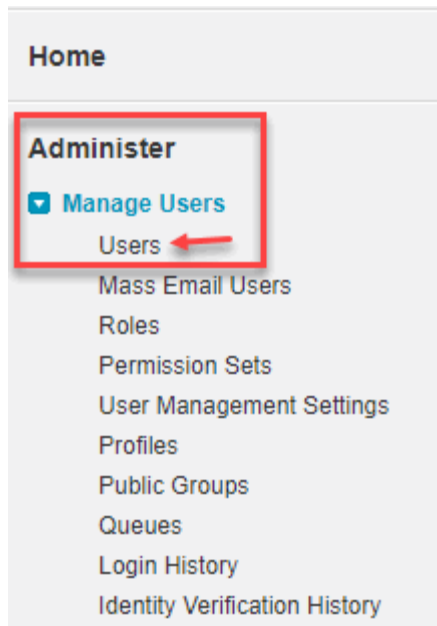 Home
Administer
Manage Users
Users
Mass Email Users
Roles
Permission Sets
User Management Settings
Profiles
Public Groups
Queues
Login History
Identity Verification History